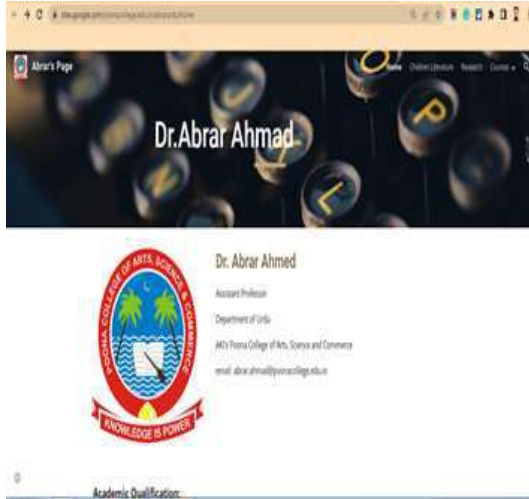 Abrar's Page
Home Children Literature Research Courses
Dr.Abrar Ahmad
POONA COLLEGE OF ARTS, SCIENCE & COMMERCE
KNOWLEDGE IS POWER
Dr. Abrar Ahmed
Assistant Professor
Department of Urdu
AKI's Poona College of Arts, Science and Commerce
email: abrar.ahmad@poonacollege.edu.in
Academic Qualification: